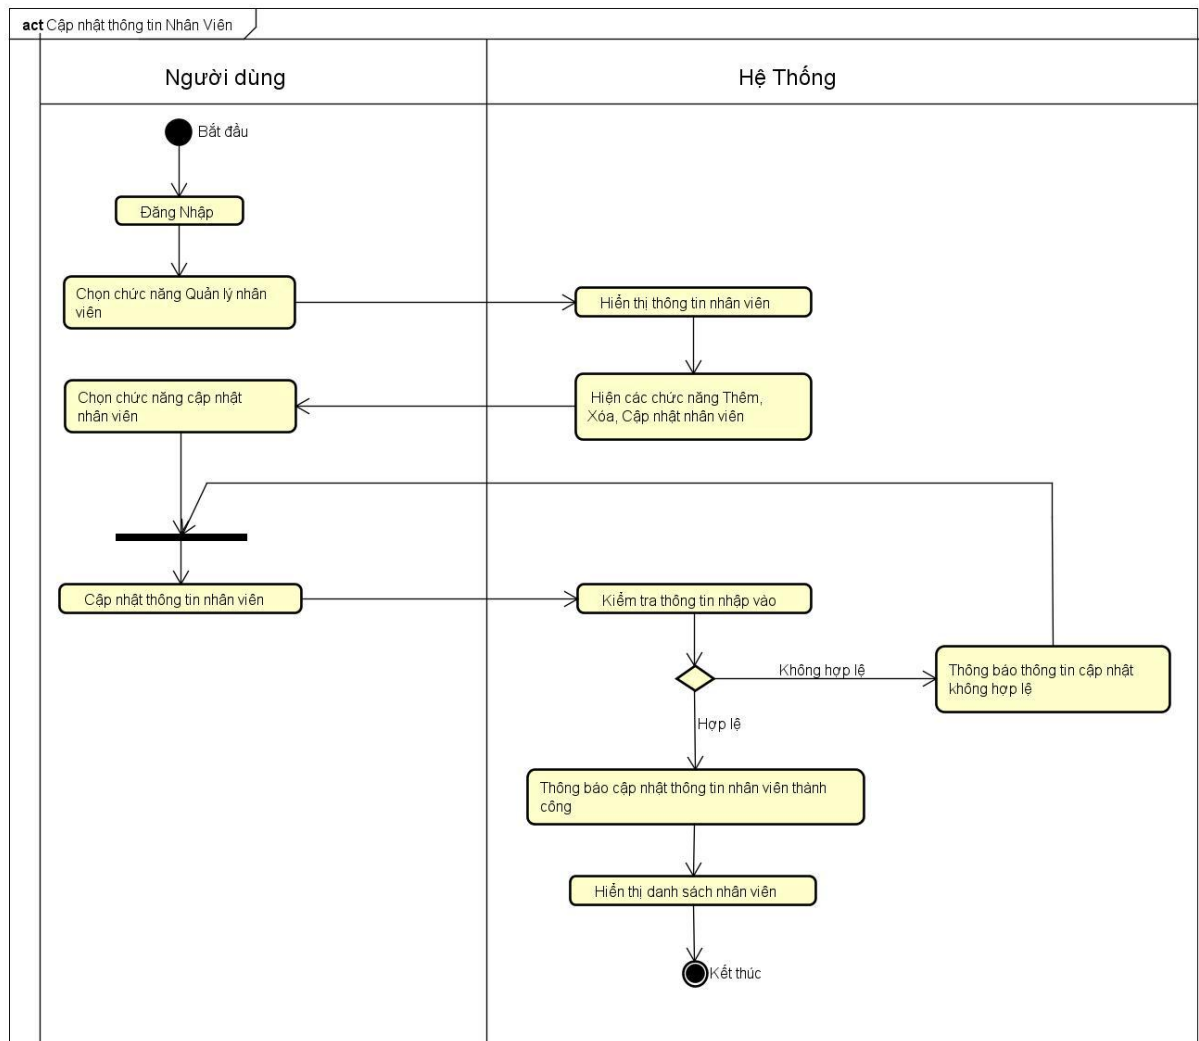 act Cập nhật thông tin Nhân Viên
Người dùng
Hệ Thống
Bắt đầu
Đăng Nhập
Chọn chức năng Quản lý nhân
viên
Hiển thị thông tin nhân viên
Chọn chức năng cập nhật
nhân viên
Hiện các chức năng Thêm,
Xóa, Cập nhật nhân viên
Cập nhật thông tin nhân viên
Kiểm tra thông tin nhập vào
Không hợp lệ
Thông báo thông tin cập nhật
không hợp lệ
Hợp lệ
Thông báo cập nhật thông tin nhân viên thành
công
Hiển thị danh sách nhân viên
Kết thúc